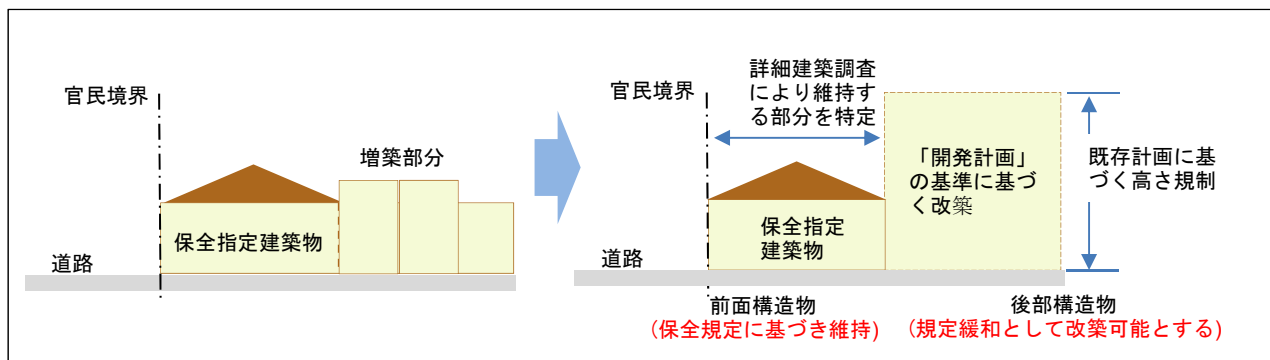 官民境界
増築部分
保全指定建築物
道路
詳細建築調査
により維持す
る部分を特定
官民境界
「開発計画」
の基準に基づ
く改築
既存計画に基
づく高さ規制
保全指定
建築物
道路
前面構造物
(保全規定に基づき維持)
後部構造物
(規定緩和として改築可能とする)